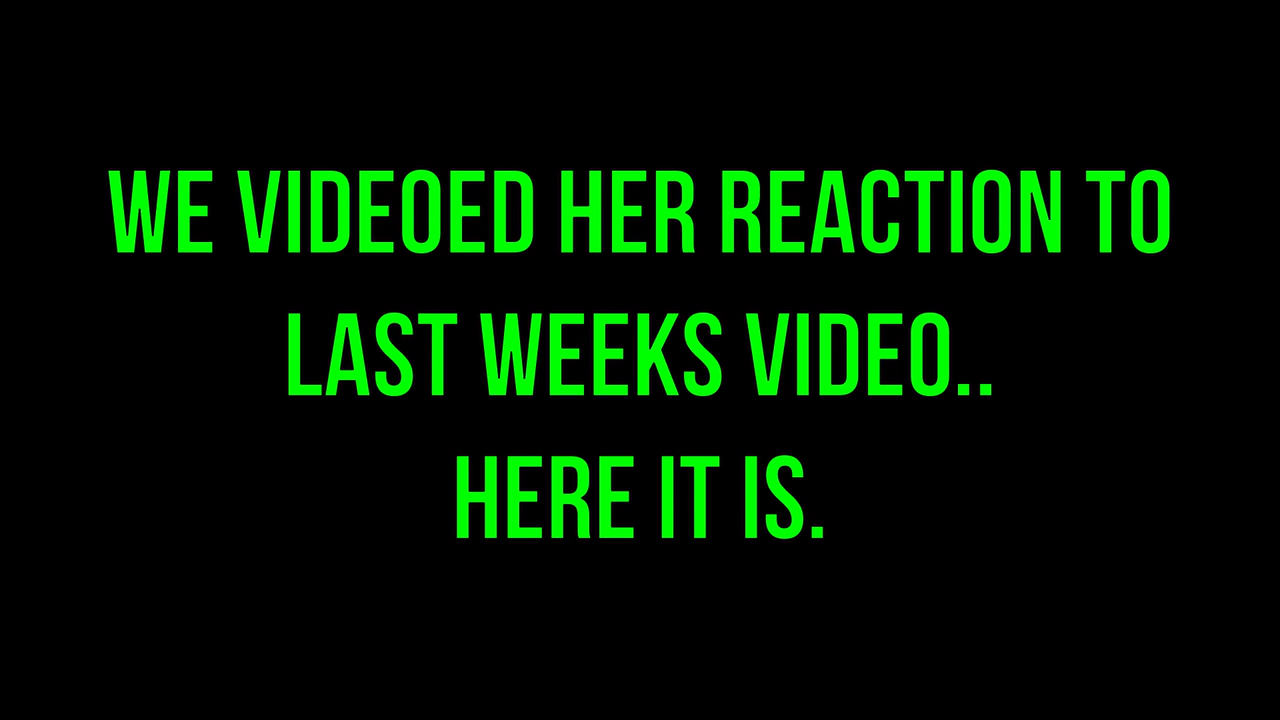 WE VIDEOED HER REACTION TO
LAST WEEKS VIDEO..
HERE IT IS.